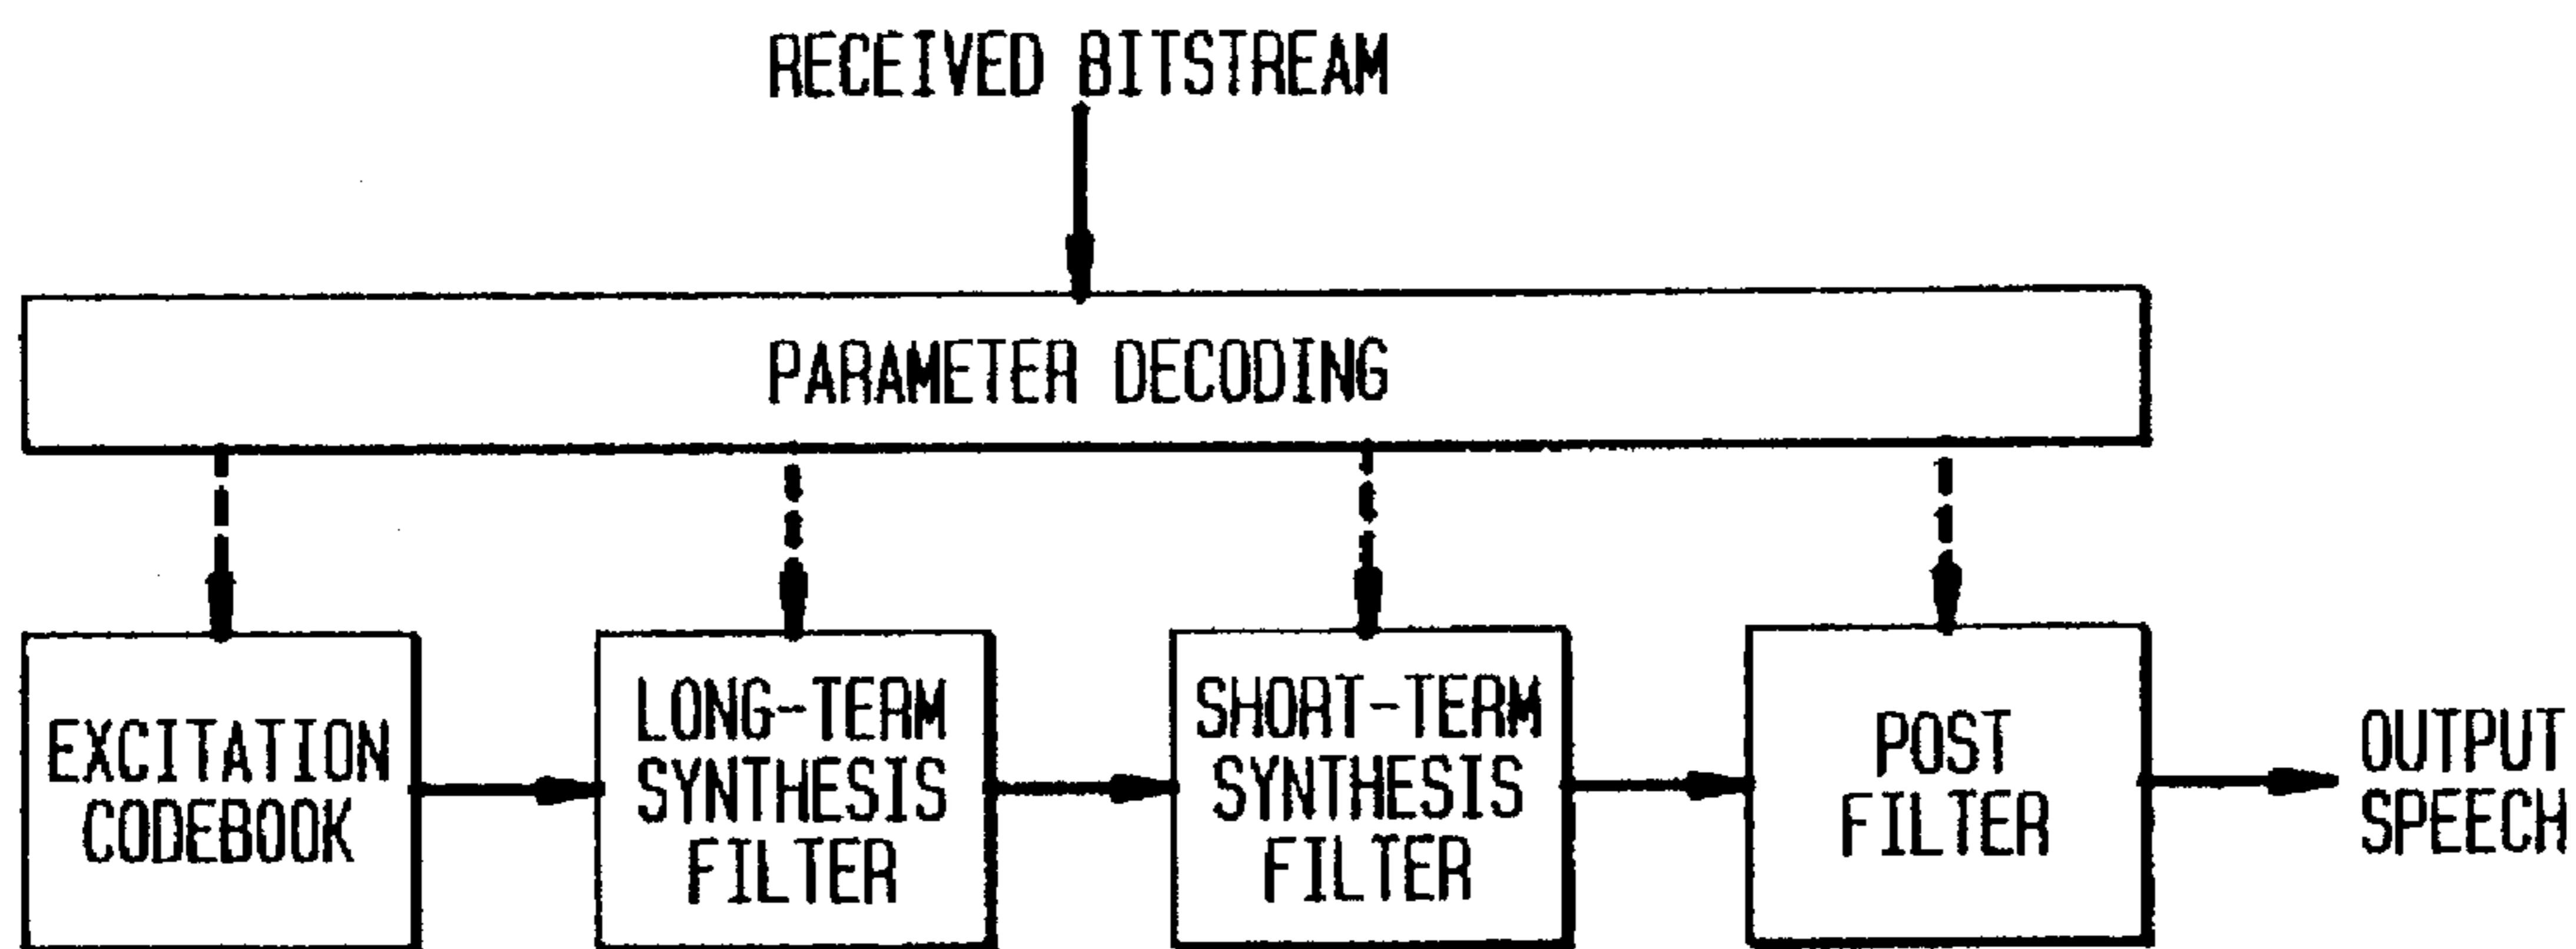 RECEIVED BITSTREAM
PARAMETER DECODING
EXCITATION
CODEBOOK
LONG-TERM
SYNTHESIS
FILTER
SHORT-TERM
SYNTHESIS
FILTER
POST
FILTER
OUTPUT
SPEECH